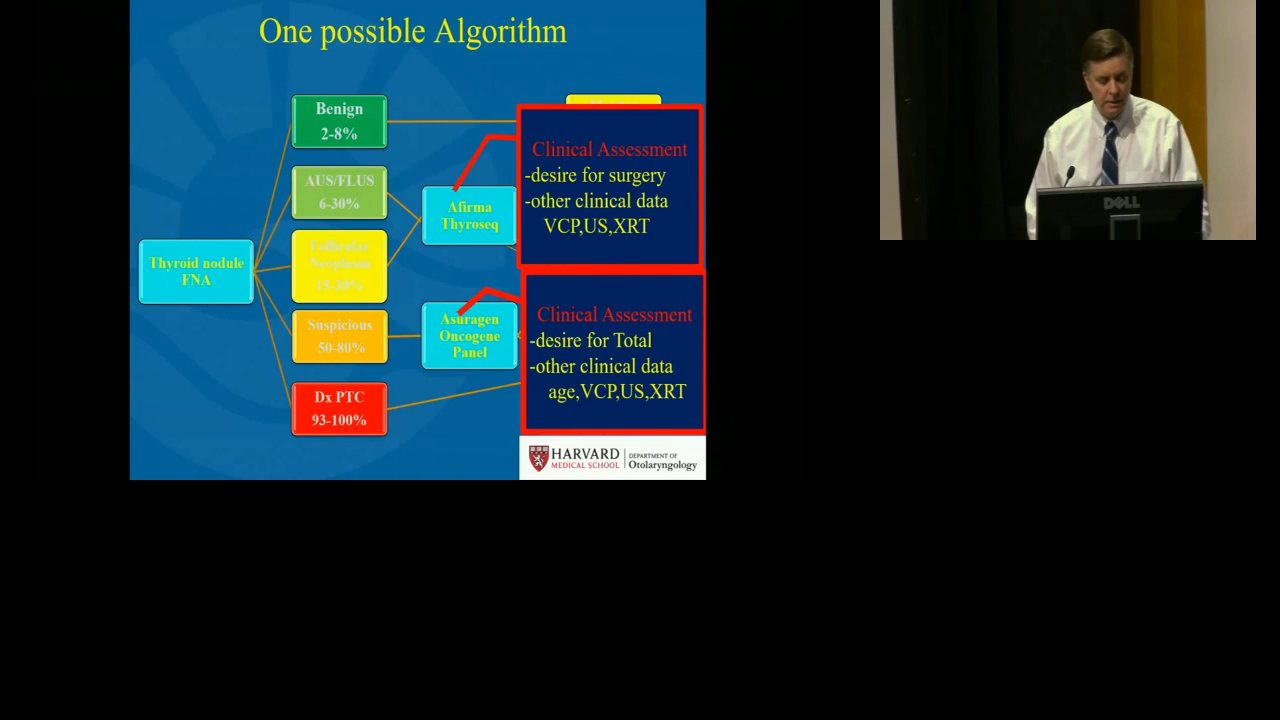 One possible Algorithm
Benign
2-8%
AUS/FLUS
6-30%
Follicular
Neoplasm
15-30%
Suspicious
50-80%
Dx PTC
93-100%
Thyroid nodule
FNA
Afirma
Thyroseq
Asuragen
Oncogene
Panel
Clinical Assessment
-desire for surgery
-other clinical data
VCP,US,XRT
Clinical Assessment
-desire for Total
-other clinical data
age,VCP,US,XRT
HARVARD
MEDICAL SCHOOL
DEPARTMENT OF
Otolaryngology
DELL